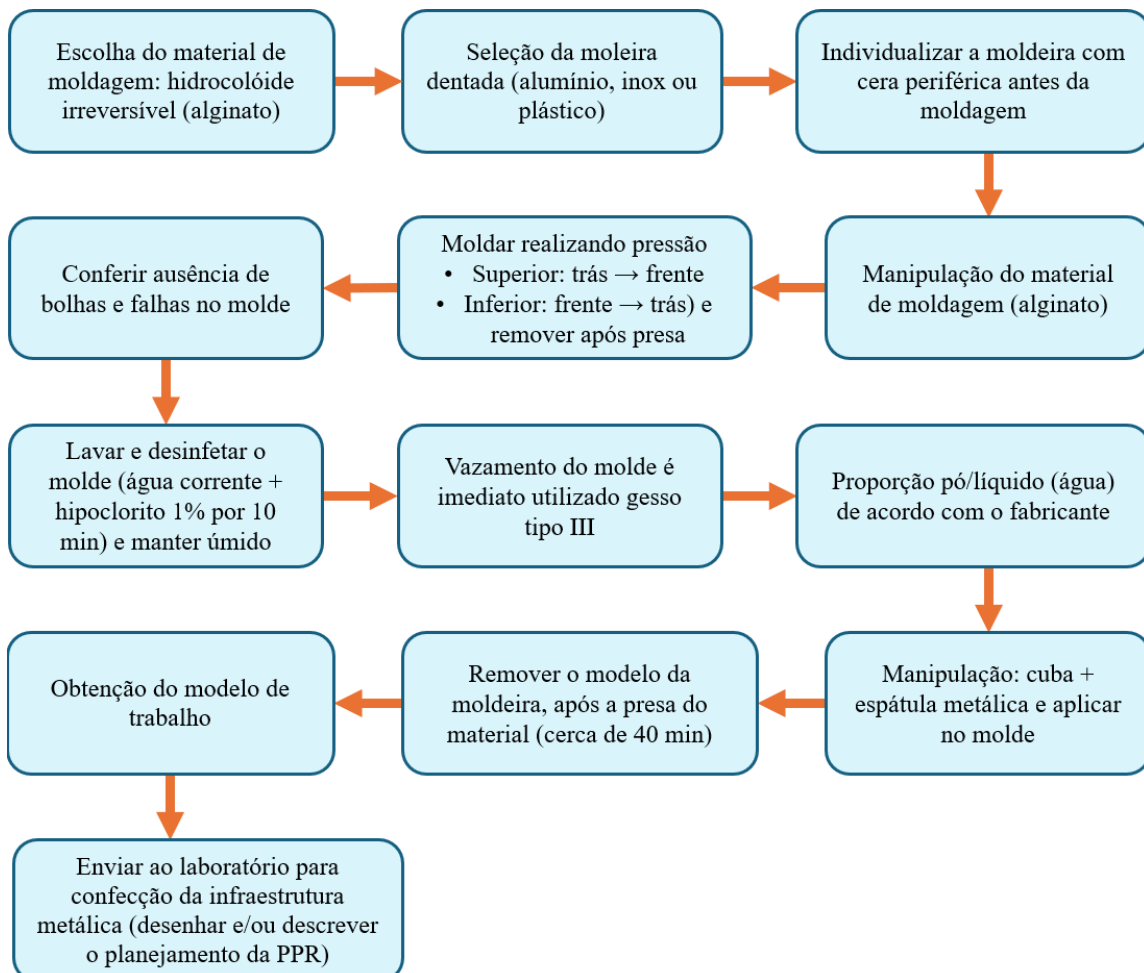 Escolha do material de
moldagem: hidrocolóide
irreversível (alginato)
Seleção da moleira
dentada (alumínio, inox ou
plástico)
Individualizar a moldeira com
cera periférica antes da
moldagem
Manipulação do material
de moldagem (alginato)
Moldar realizando pressão
• Superior: trás → frente
• Inferior: frente → trás) e
remover após presa
Conferir ausência de
bolhas e falhas no molde
Lavar e desinfetar o
molde (água corrente +
hipoclorito 1% por 10
min) e manter úmido
Vazamento do molde é
imediato utilizado gesso
tipo III
Proporção pó/líquido (água)
de acordo com o fabricante
Manipulação: cuba +
espátula metálica e aplicar
no molde
Remover o modelo da
moldeira, após a presa do
material (cerca de 40 min)
Obtenção do modelo de
trabalho
Enviar ao laboratório para
confecção da infraestrutura
metálica (desenhar e/ou descrever
o planejamento da PPR)